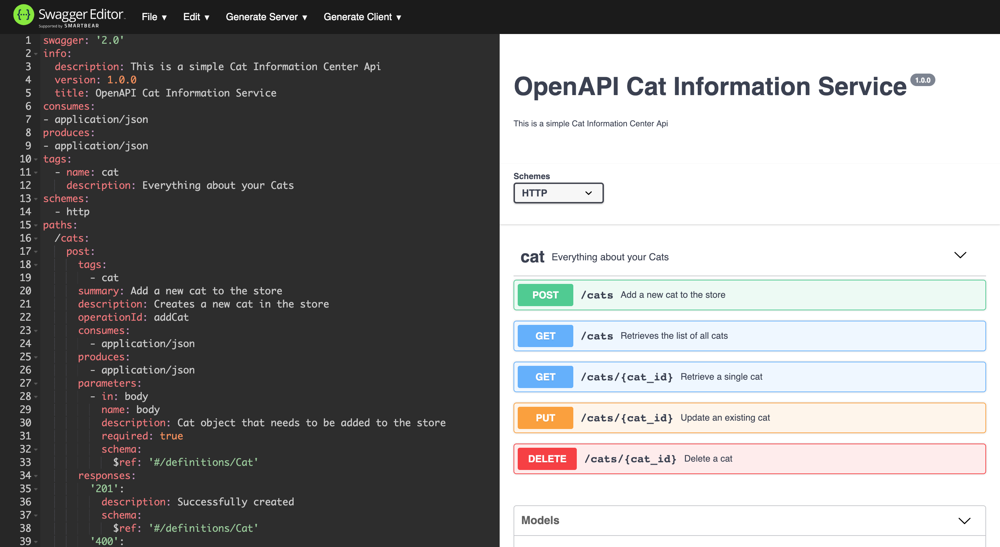 Swagger Editor
Supported by SMARTBEAR
File ▾ Edit ▾ Generate Server ▾ Generate Client ▾
1 swagger: '2.0'
2 info:
3   description: This is a simple Cat Information Center Api
4   version: 1.0.0
5   title: OpenAPI Cat Information Service
6 consumes:
7 - application/json
8 produces:
9 - application/json
10 tags:
11   - name: cat
12     description: Everything about your Cats
13 schemes:
14   - http
15 paths:
16   /cats:
17     post:
18       tags:
19         - cat
20       summary: Add a new cat to the store
21       description: Creates a new cat in the store
22       operationId: addCat
23       consumes:
24         - application/json
25       produces:
26         - application/json
27       parameters:
28         - in: body
29           name: body
30           description: Cat object that needs to be added to the store
31           required: true
32           schema:
33             $ref: '#/definitions/Cat'
34       responses:
35         '201':
36           description: Successfully created
37           schema:
38             $ref: '#/definitions/Cat'
39         '400':
OpenAPI Cat Information Service 1.0.0
This is a simple Cat Information Center Api
Schemes
HTTP
cat Everything about your Cats
POST /cats Add a new cat to the store
GET /cats Retrieves the list of all cats
GET /cats/{cat_id} Retrieve a single cat
PUT /cats/{cat_id} Update an existing cat
DELETE /cats/{cat_id} Delete a cat
Models